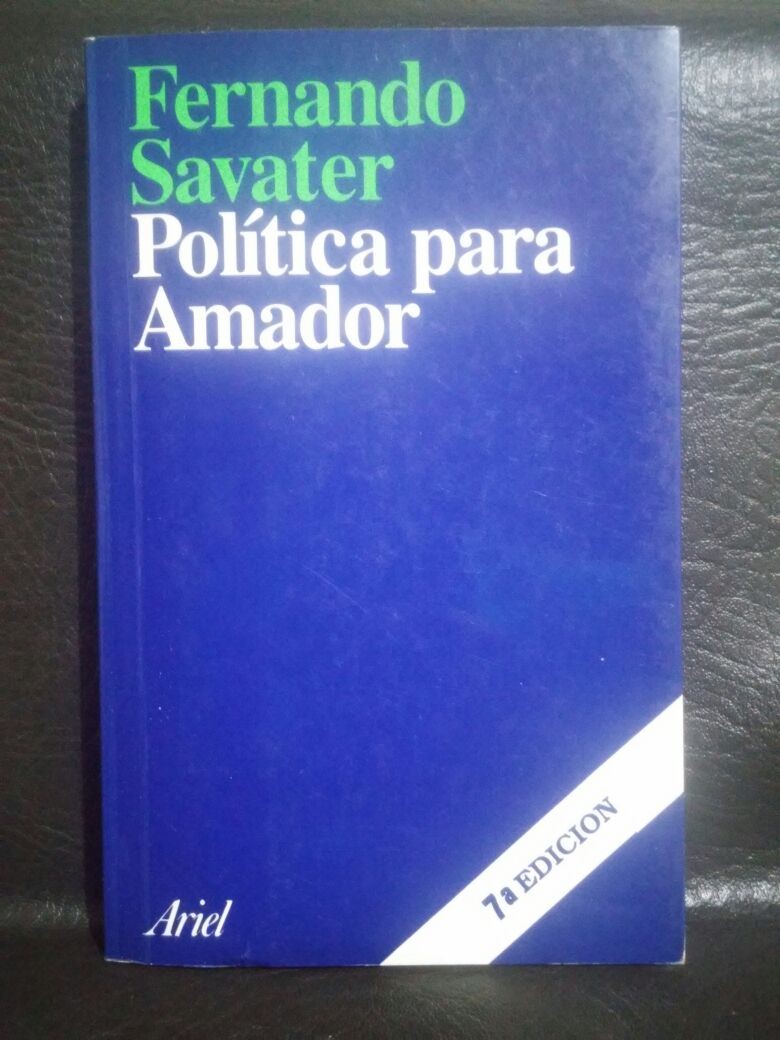 Fernando
Savater
Política para
Amador
7a EDICION
Ariel